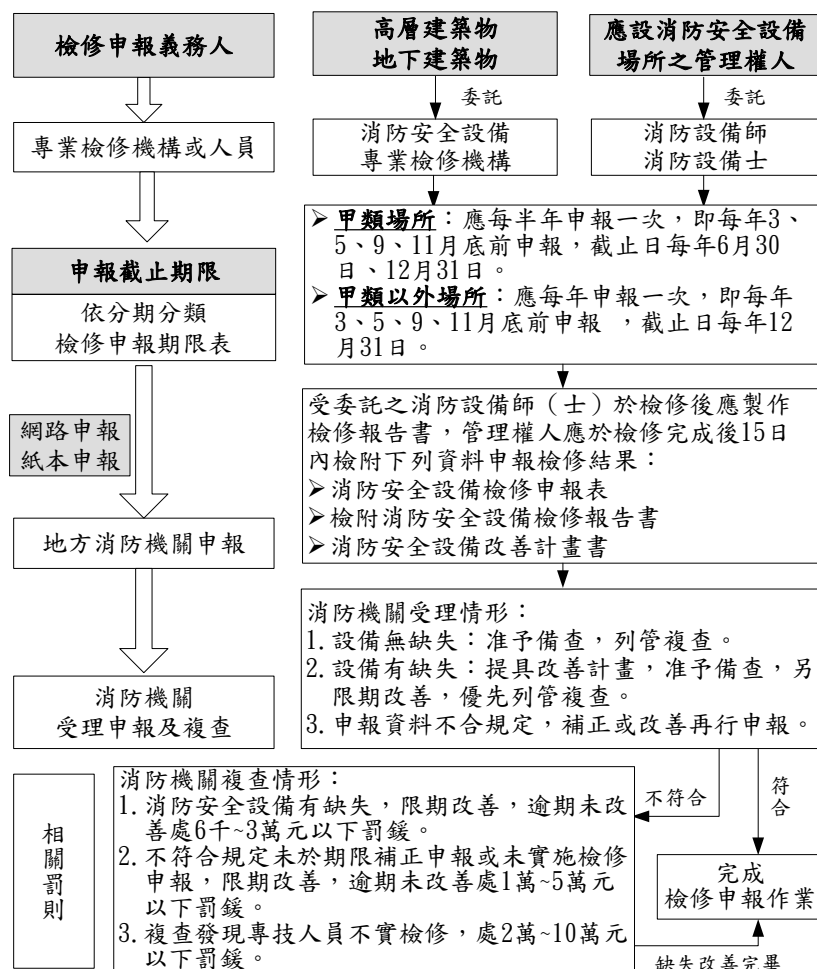 檢修申報義務人
專業檢修機構或人員
申報截止期限
依分期分類
檢修申報期限表
網路申報
紙本申報
地方消防機關申報
消防機關
受理申報及複查
高層建築物
地下建築物
委託
消防安全設備
專業檢修機構
應設消防安全設備
場所之管理權人
委託
消防設備師
消防設備士
➢甲類場所：應每半年申報一次，即每年3、
5、9、11月底前申報，截止日每年6月30
日、12月31日。
➢甲類以外場所：應每年申報一次，即每年
3、5、9、11月底前申報 ，截止日每年12
月31日。
受委託之消防設備師（士）於檢修後應製作
檢修報告書，管理權人應於檢修完成後15日
內檢附下列資料申報檢修結果：
➢消防安全設備檢修申報表
➢檢附消防安全設備檢修報告書
➢消防安全設備改善計畫書
消防機關受理情形：
1.設備無缺失：准予備查，列管複查。
2.設備有缺失：提具改善計畫，准予備查，另
限期改善，優先列管複查。
3.申報資料不合規定，補正或改善再行申報。
相
關
罰
則
消防機關複查情形：
1.消防安全設備有缺失，限期改善，逾期未改
善處6千~3萬元以下罰鍰。
2.不符合規定未於期限補正申報或未實施檢修
申報，限期改善，逾期未改善處1萬~5萬元
以下罰鍰。
3.複查發現專技人員不實檢修，處2萬~10萬元
以下罰鍰。
不符合
符
合
完成
檢修申報作業
缺失改善完畢